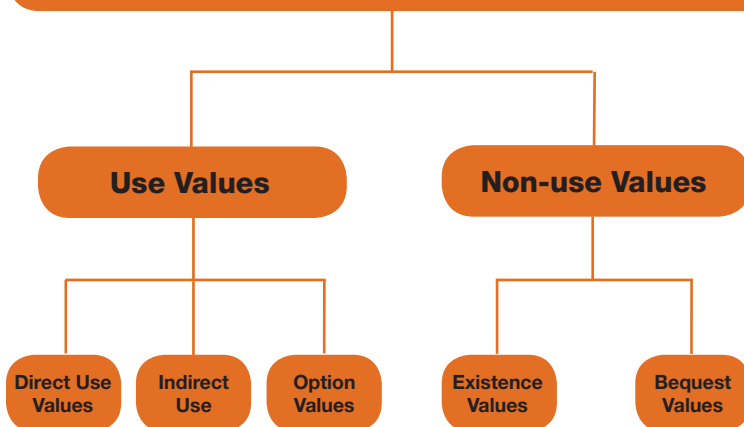 Use Values
Non-use Values
Direct Use
Values
Indirect
Use
Option
Values
Existence
Values
Bequest
Values